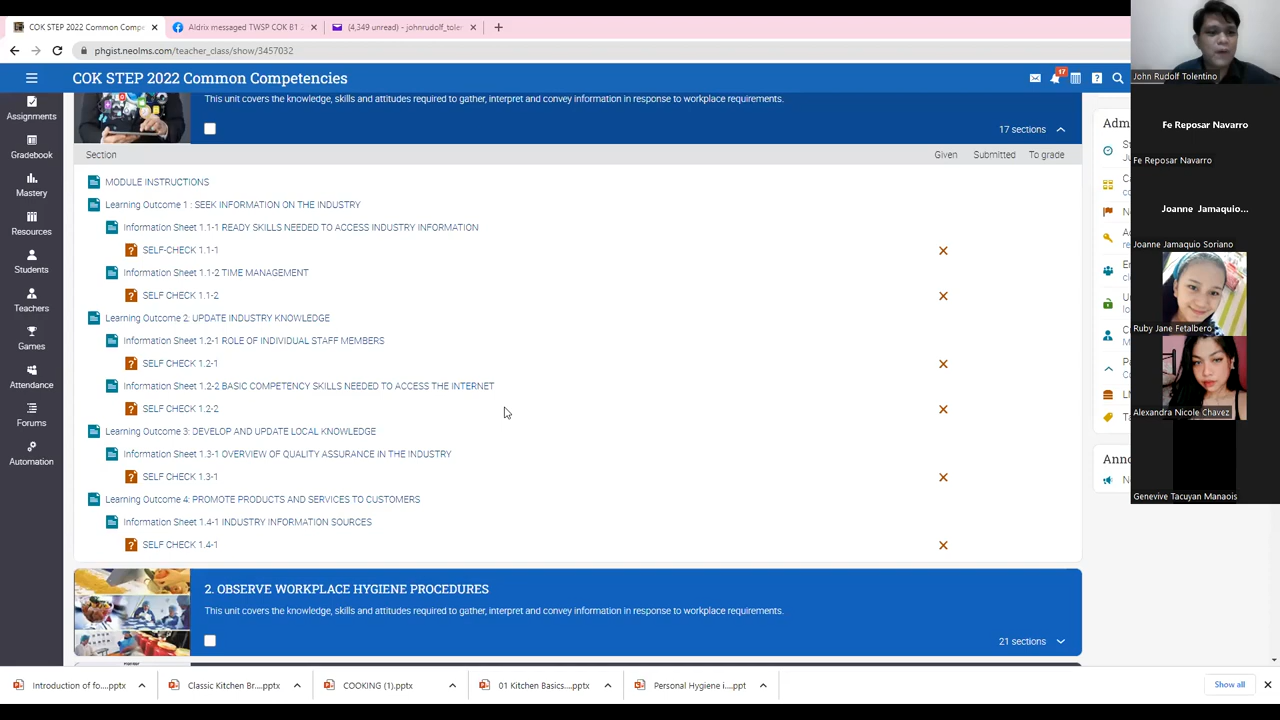 COK STEP 2022 Common Compe
Aldrix messaged TWSP COK B1
(4,349 unread) - johnrudoff_tole
phgist.neolms.com/teacher_class/show/3457032
COK STEP 2022 Common Competencies
17
This unit covers the knowledge, skills and attitudes required to gather, interpret and convey information in response to workplace requirements.
17 sections
Section Given Submitted To grade
MODULE INSTRUCTIONS
Learning Outcome 1 : SEEK INFORMATION ON THE INDUSTRY
Information Sheet 1.1-1 READY SKILLS NEEDED TO ACCESS INDUSTRY INFORMATION
SELF-CHECK 1.1-1
Information Sheet 1.1-2 TIME MANAGEMENT
SELF CHECK 1.1-2
Learning Outcome 2: UPDATE INDUSTRY KNOWLEDGE
Information Sheet 1.2-1 ROLE OF INDIVIDUAL STAFF MEMBERS
SELF CHECK 1.2-1
Information Sheet 1.2-2 BASIC COMPETENCY SKILLS NEEDED TO ACCESS THE INTERNET
SELF CHECK 1.2-2
Learning Outcome 3: DEVELOP AND UPDATE LOCAL KNOWLEDGE
Information Sheet 1.3-1 OVERVIEW OF QUALITY ASSURANCE IN THE INDUSTRY
SELF CHECK 1.3-1
Learning Outcome 4: PROMOTE PRODUCTS AND SERVICES TO CUSTOMERS
Information Sheet 1.4-1 INDUSTRY INFORMATION SOURCES
SELF CHECK 1.4-1
2. OBSERVE WORKPLACE HYGIENE PROCEDURES
This unit covers the knowledge, skills and attitudes required to gather, interpret and convey information in response to workplace requirements.
21 sections
Assignments
Gradebook
Mastery
Resources
Students
Teachers
Games
Attendance
Forums
Automation
Adm
Anno
John Rudolf Tolentino
Fe Reposar Navarro
Fe Reposar Navarro
Joanne Jamaquio...
Joanne Jamaquio Soriano
Ruby Jane Fetalbero
Alexandra Nicole Chavez
Genevive Tacuyan Manaois
Introduction of fo....pptx
Classic Kitchen Br....pptx
COOKING (1).pptx
01 Kitchen Basics....pptx
Personal Hygiene i....ppt
Show all